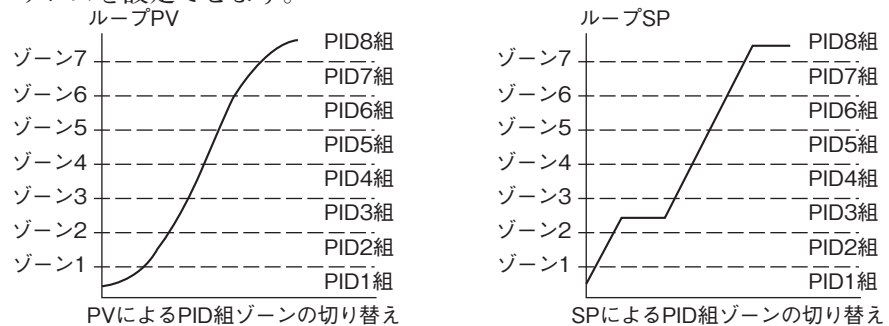 ループPV
ゾーン7
ゾーン6
ゾーン5
ゾーン4
ゾーン3
ゾーン2
ゾーン1
PID8組
PID7組
PID6組
PID5組
PID4組
PID3組
PID2組
PID1組
PVによるPID組ゾーンの切り替え
ループSP
ゾーン7
ゾーン6
ゾーン5
ゾーン4
ゾーン3
ゾーン2
ゾーン1
PID8組
PID7組
PID6組
PID5組
PID4組
PID3組
PID2組
PID1組
SPによるPID組ゾーンの切り替え